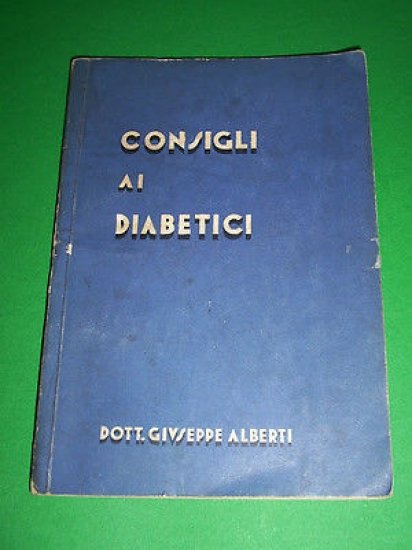 CONSIGLI
AI
DIABETICI
DOTT. GIVSEPPE ALBERTI